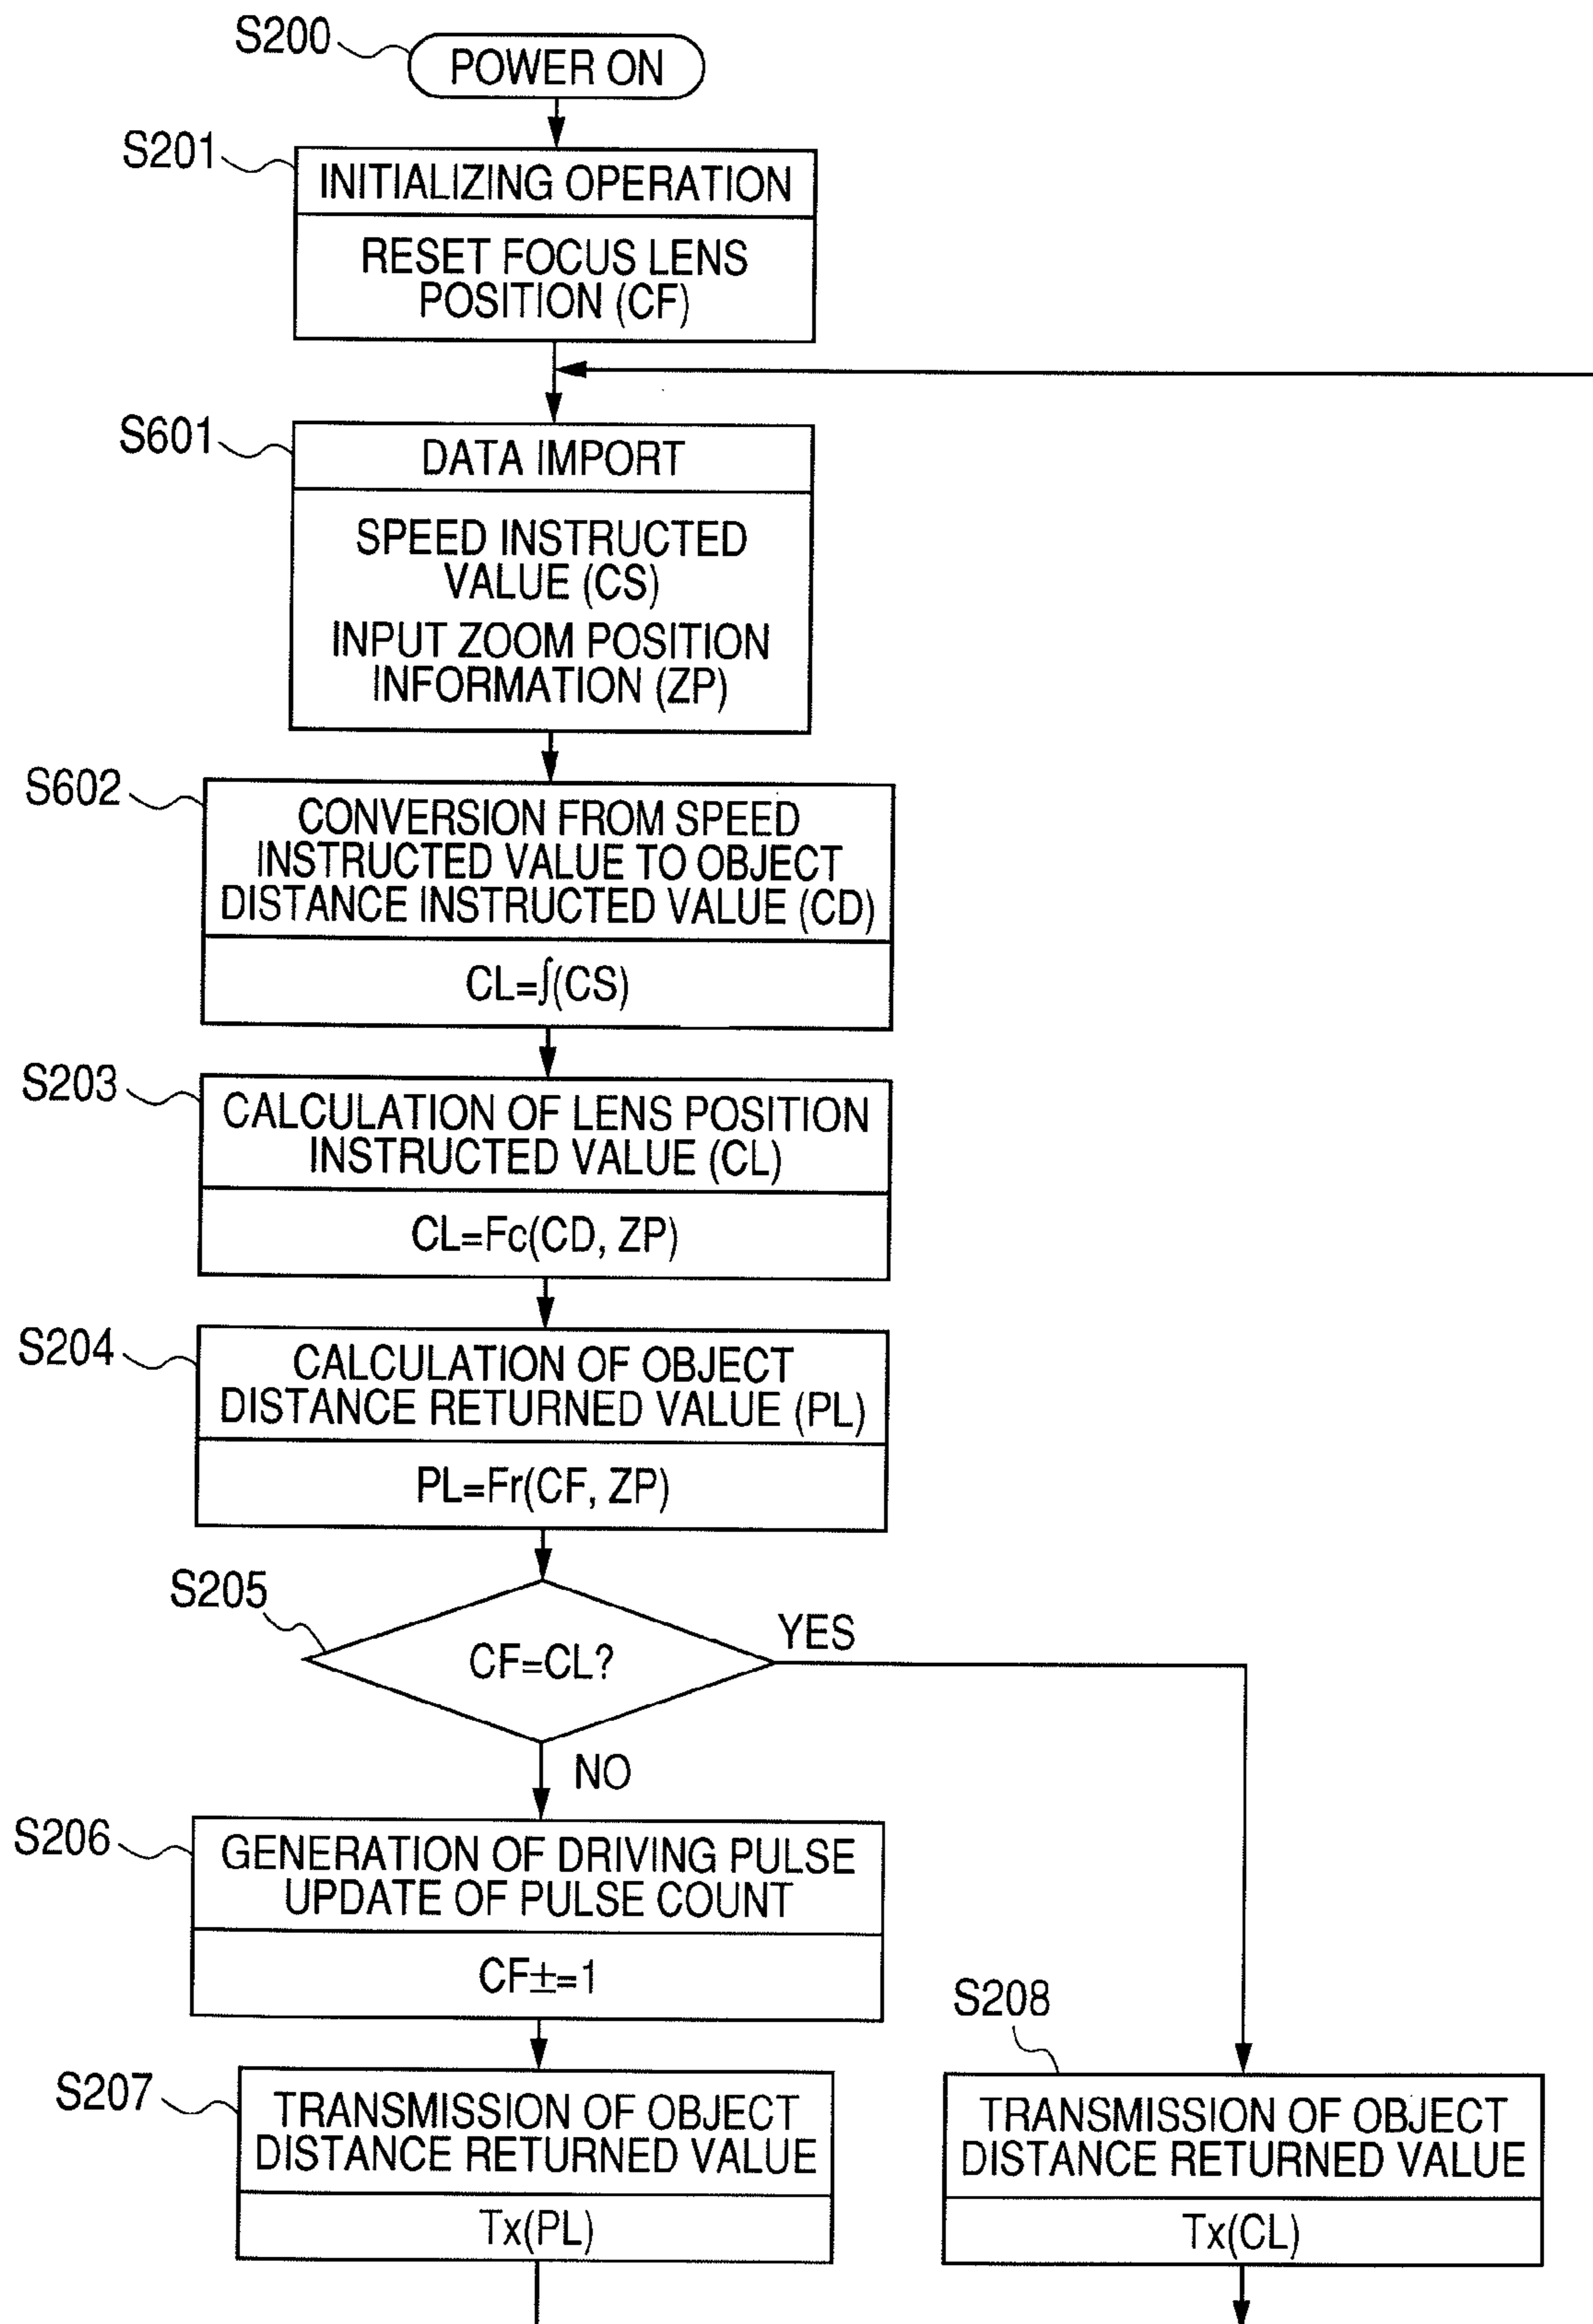 S200
POWER ON
S201
INITIALIZING OPERATION
RESET FOCUS LENS
POSITION (CF)
S601
DATA IMPORT
SPEED INSTRUCTED
VALUE (CS)
INPUT ZOOM POSITION
INFORMATION (ZP)
S602
CONVERSION FROM SPEED
INSTRUCTED VALUE TO OBJECT
DISTANCE INSTRUCTED VALUE (CD)
CL=∫(CS)
S203
CALCULATION OF LENS POSITION
INSTRUCTED VALUE (CL)
CL=Fc(CD, ZP)
S204
CALCULATION OF OBJECT
DISTANCE RETURNED VALUE (PL)
PL=Fr(CF, ZP)
S205
CF=CL?
YES
NO
S206
GENERATION OF DRIVING PULSE
UPDATE OF PULSE COUNT
CF±=1
S207
TRANSMISSION OF OBJECT
DISTANCE RETURNED VALUE
Tx(PL)
S208
TRANSMISSION OF OBJECT
DISTANCE RETURNED VALUE
Tx(CL)